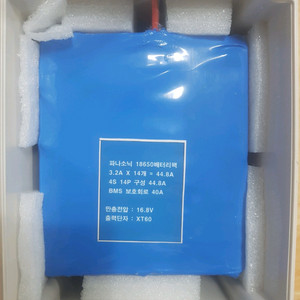 파나소닉 18650배터리팩
3.2A X 14개 = 44.8A
4S 14P 구성 44.8A
BMS 보호회로 40A
만충전압 : 16.8V
출력단자 : XT60